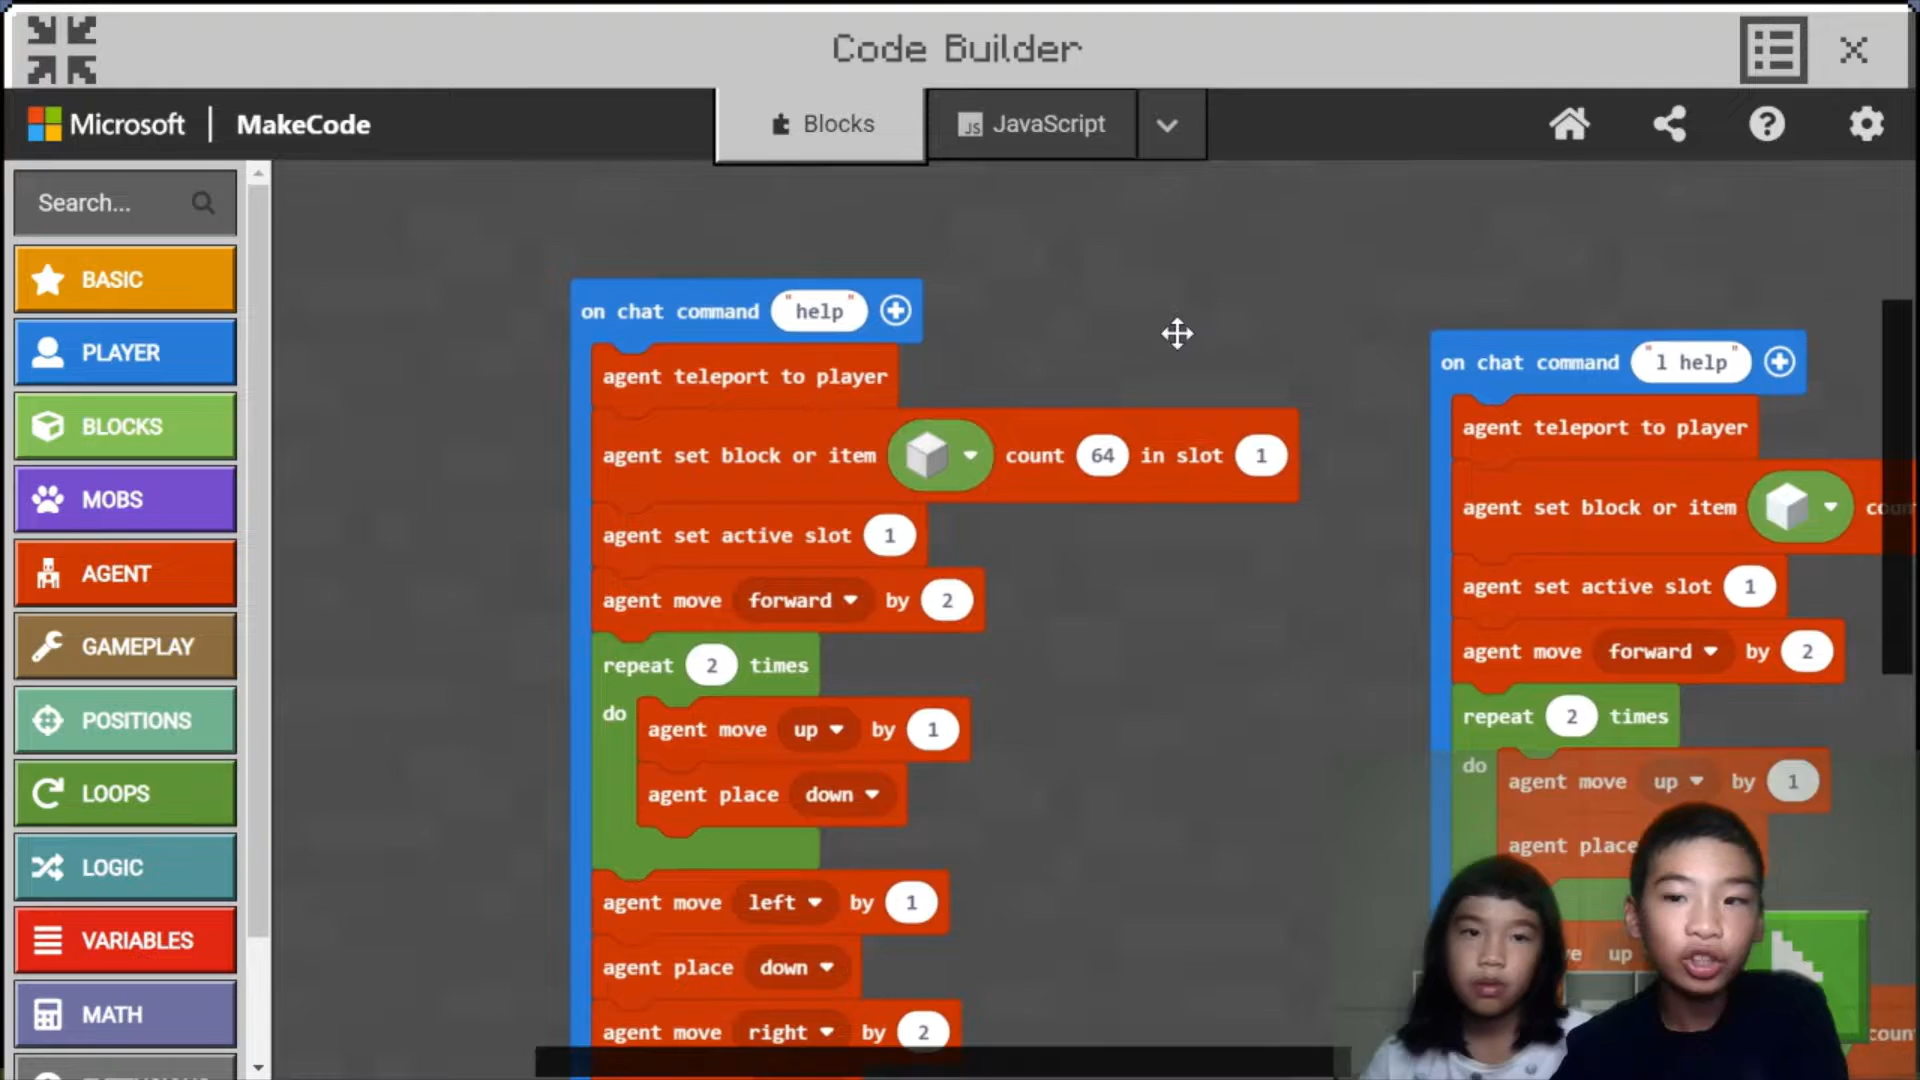 Code Builder
Microsoft | MakeCode
Blocks
JS JavaScript
Search...
BASIC
PLAYER
BLOCKS
MOBS
AGENT
GAMEPLAY
POSITIONS
LOOPS
LOGIC
VARIABLES
MATH
on chat command "help"
agent teleport to player
agent set block or item count 64 in slot 1
agent set active slot 1
agent move forward by 2
repeat 2 times
do
agent move up by 1
agent place down
agent move left by 1
agent place down
agent move right by 2
on chat command "l help"
agent teleport to player
agent set block or item
agent set active slot 1
agent move forward by 2
repeat 2 times
do
agent move up by 1
agent place
up